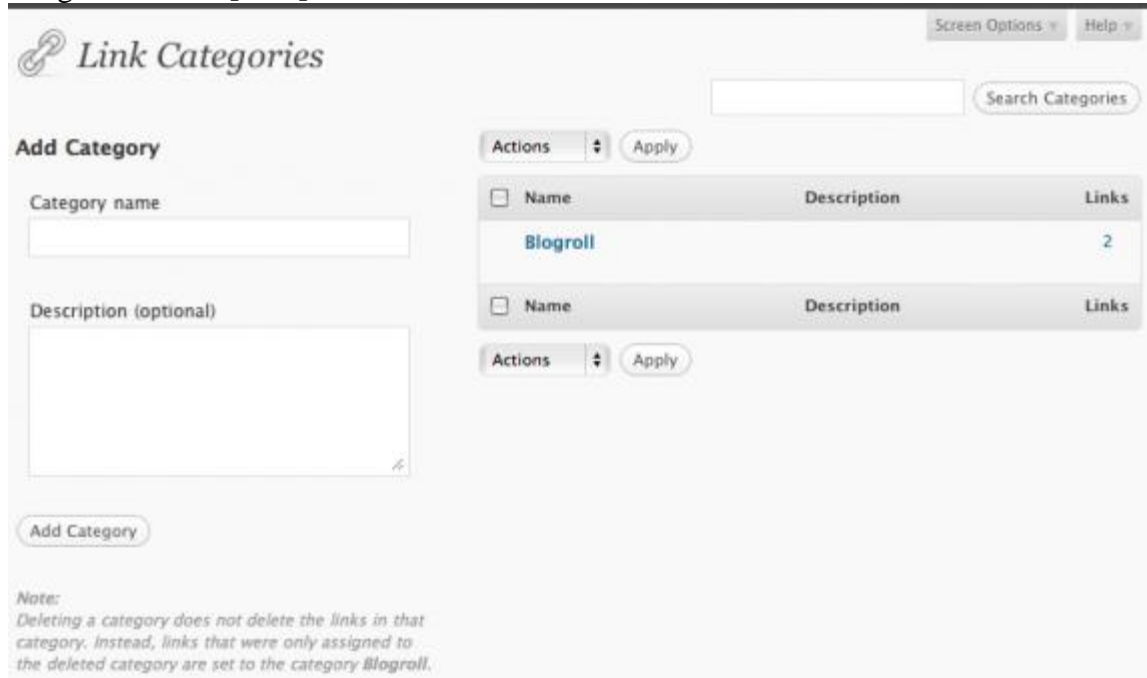 Screen Options Help
Link Categories
Search Categories
Add Category
Category name
Description (optional)
Add Category
Note:
Deleting a category does not delete the links in that
category. Instead, links that were only assigned to
the deleted category are set to the category Blogroll.
Actions Apply
Name Description Links
Blogroll 2
Name Description Links
Actions Apply